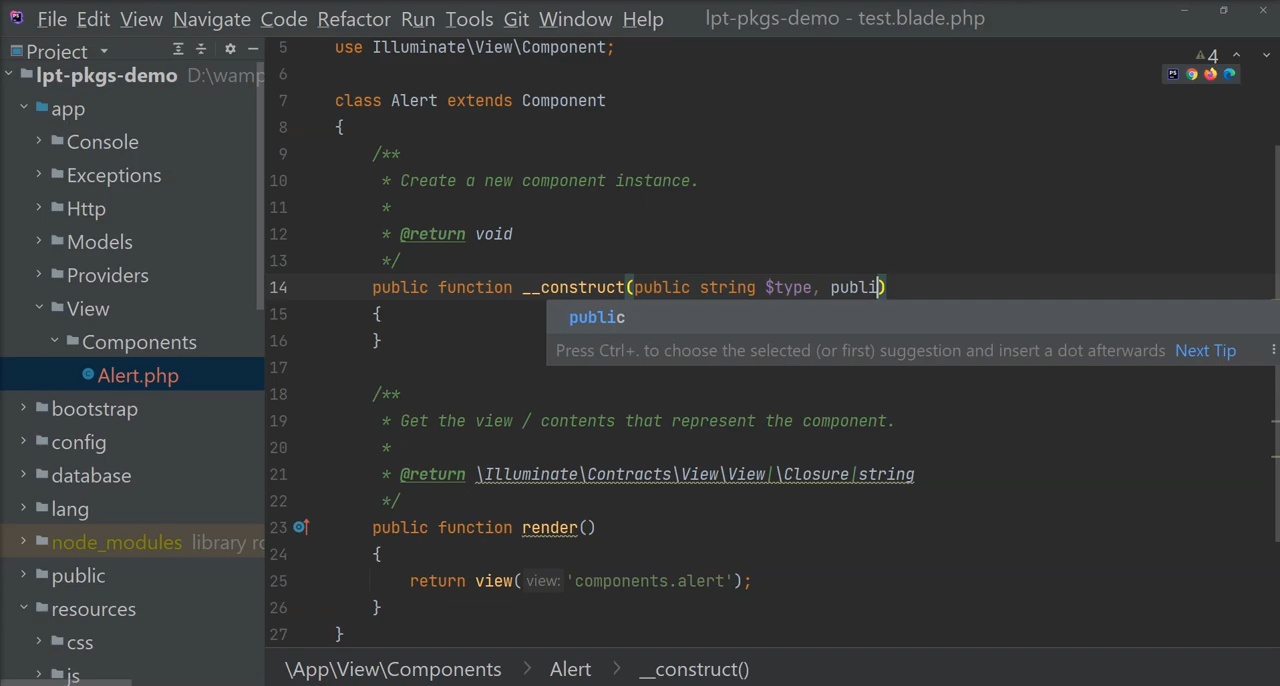 File Edit View Navigate Code Refactor Run Tools Git Window Help lpt-pkgs-demo - test.blade.php
Project
lpt-pkgs-demo D:\wamp
app
Console
Exceptions
Http
Models
Providers
View
Components
Alert.php
bootstrap
config
database
lang
node_modules library ro
public
resources
css
js
4
PS
5 use Illuminate\View\Component;
6
7 class Alert extends Component
8 {
9 /**
10 * Create a new component instance.
11 *
12 * @return void
13 */
14 public function __construct(public string $type, publi)
15 {
16 }
public
Press Ctrl+. to choose the selected (or first) suggestion and insert a dot afterwards Next Tip
17
18 /**
19 * Get the view / contents that represent the component.
20 *
21 * @return \Illuminate\Contracts\View\View|\Closure|string
22 */
23 public function render()
24 {
25 return view( view: 'components.alert');
26 }
27 }
\App\View\Components > Alert > __construct()